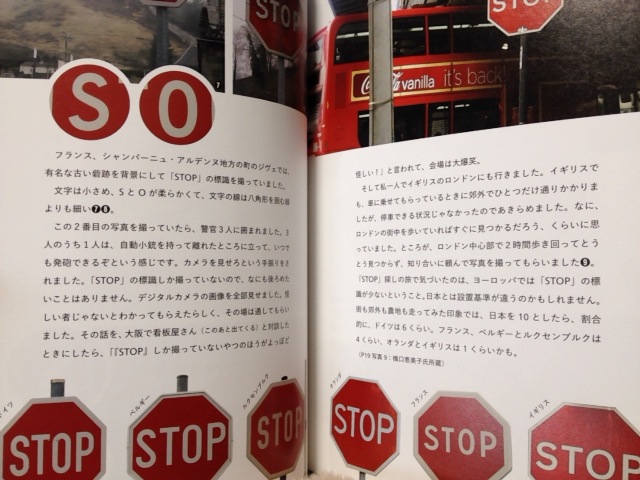 STOP
7
STOP
S O
フランス、シャンパーニュ・アルデンヌ地方の町のジヴェでは、
有名な古い砦跡を背景にして「STOP」の標識を撮っていました。
文字は小さめ、SとOが柔らかくて、文字の線は八角形を囲む線
よりも細い❼❽。
この2番目の写真を撮っていたら、警官3人に囲まれました。3
人のうち1人は、自動小銃を持って離れたところに立って、いつで
も発砲できるぞという感じです。カメラを見せろという手振りをさ
れました。「STOP」の標識しか撮っていないので、なにも後ろめた
いことはありません。デジタルカメラの画像を全部見せました。怪
しい者じゃないとわかってもらえたらしく、その場は通してもらい
ました。その話を、大阪で看板屋さん(このあと出てくる)と対談した
ときにしたら、「『STOP』しか撮っていないやつのほうがよっぽど
ドイツ
STOP
ベルギー
STOP
ルクセンブルク
STOP
STOP
Coca-Cola vanilla it's back!
怪しい!」と言われて、会場は大爆笑。
そして私一人でイギリスのロンドンにも行きました。イギリスで
も、車に乗せてもらっているときに郊外でひとつだけ通りかかりま
したが、停車できる状況じゃなかったのであきらめました。なに、
ロンドンの街中を歩いていればすぐに見つかるだろう、くらいに思
っていました。ところが、ロンドン中心部で2時間歩き回ってとう
とう見つからず、知り合いに頼んで写真を撮ってもらいました❾。
「STOP」探しの旅で気づいたのは、ヨーロッパでは「STOP」の標
識が少ないということ。日本とは設置基準が違うのかもしれません。
街も郊外も農地も走ってみた印象では、日本を10としたら、割合
的に、ドイツは6くらい。フランス、ベルギーとルクセンブルクは
4くらい、オランダとイギリスは1くらいかも。
(P19 写真9:橋口恵美子氏所蔵)
オランダ
STOP
フランス
STOP
イギリス
STOP